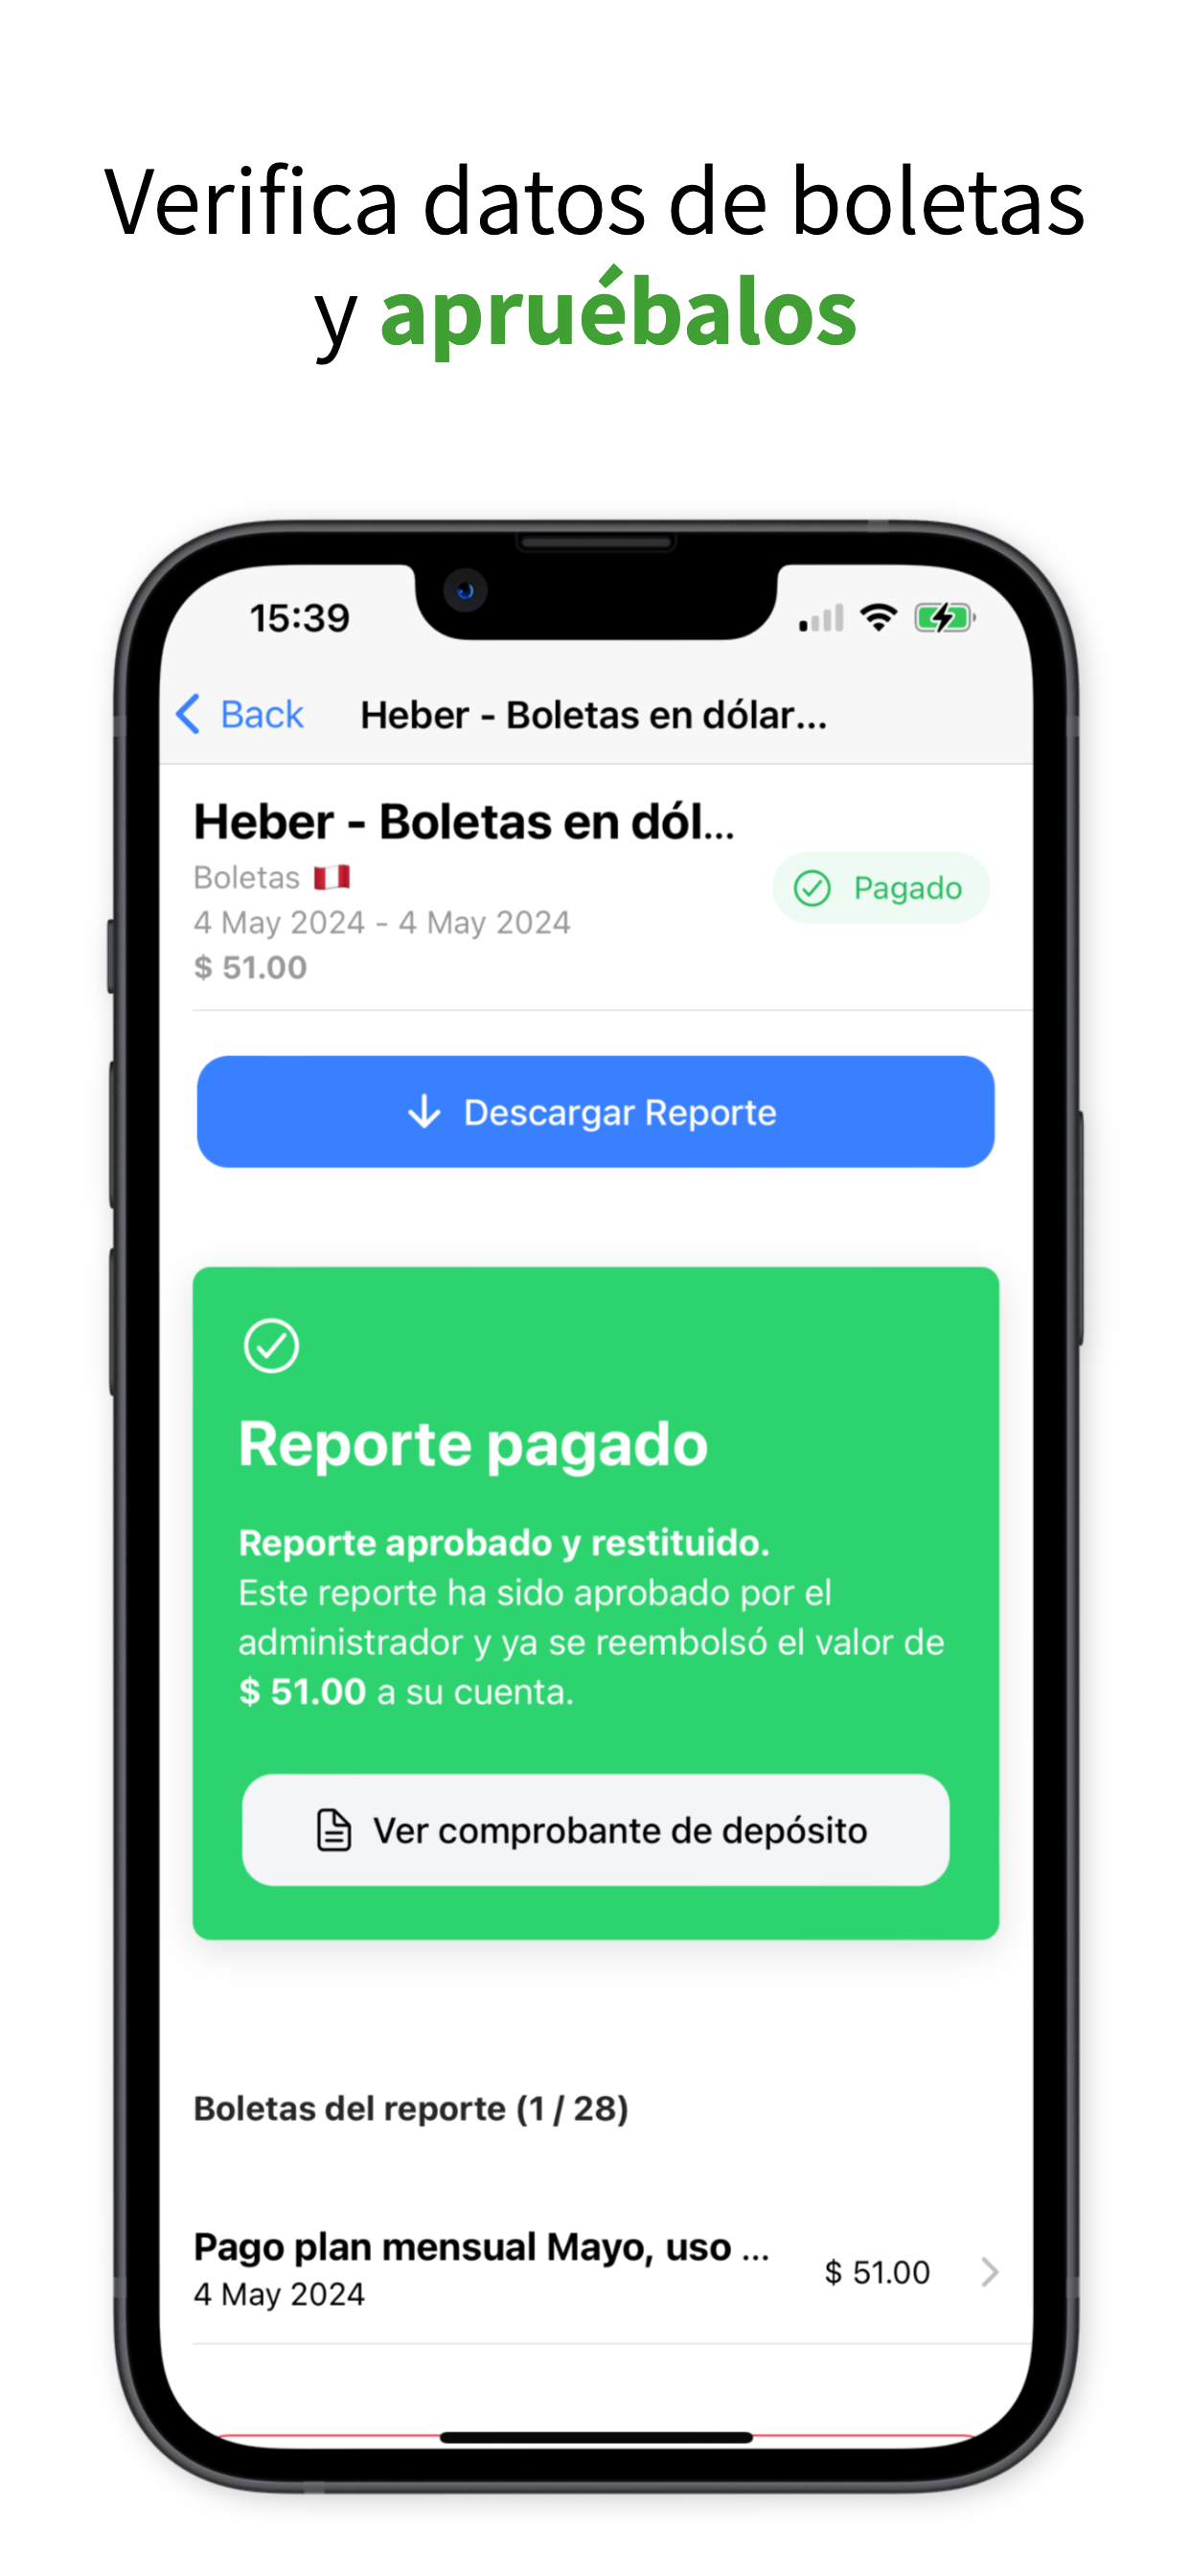 Verifica datos de boletas
y apruébalos
15:39
Back
Heber - Boletas en dólar...
Heber - Boletas en dól...
Boletas 🇵🇪
4 May 2024 - 4 May 2024
$ 51.00
Pagado
Descargar Reporte
Reporte pagado
Reporte aprobado y restituido.
Este reporte ha sido aprobado por el
administrador y ya se reembolsó el valor de
$ 51.00 a su cuenta.
Ver comprobante de depósito
Boletas del reporte (1 / 28)
Pago plan mensual Mayo, uso ...
4 May 2024
$ 51.00